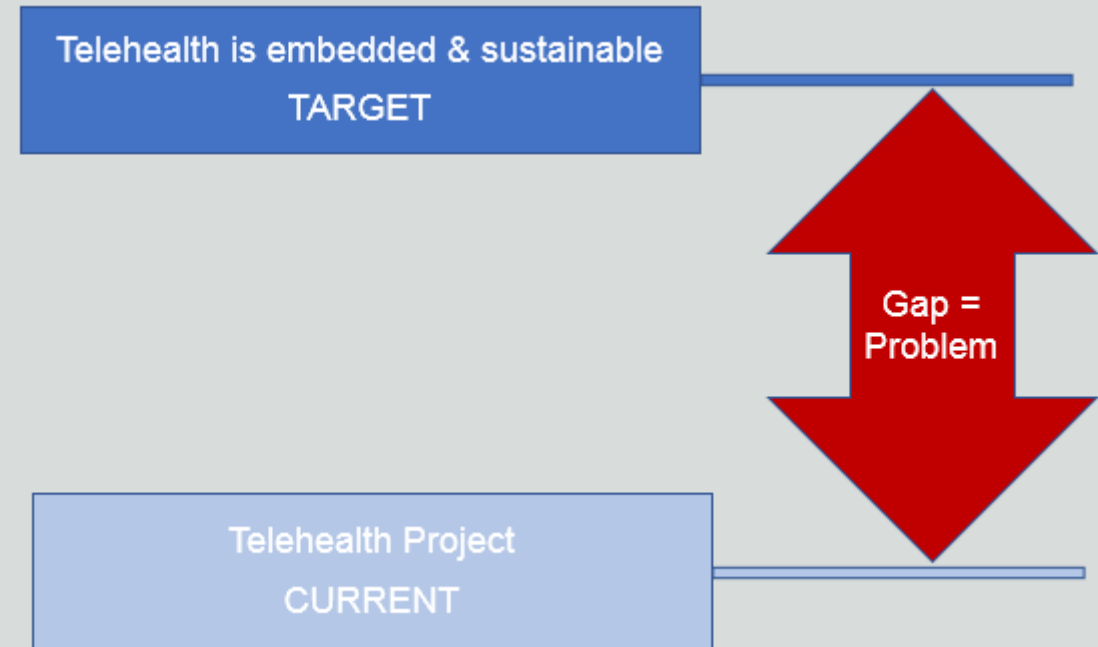 Telehealth is embedded & sustainable
TARGET
Gap =
Problem
Telehealth Project
CURRENT